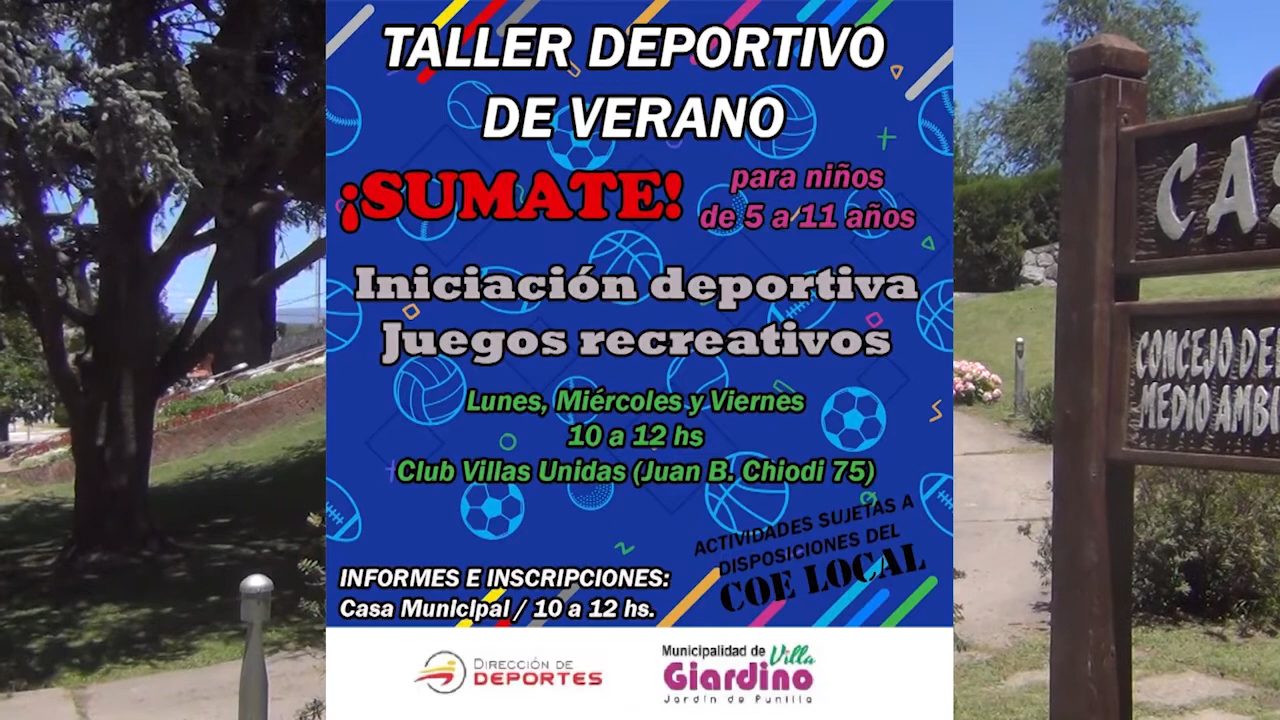 TALLER DEPORTIVO
DE VERANO
¡SUMATE!
para niños
de 5 a 11 años
Iniciación deportiva
Juegos recreativos
Lunes, Miércoles y Viernes
10 a 12 hs
Club Villas Unidas (Juan B. Chiodi 75)
ACTIVIDADES SUJETAS A
DISPOSICIONES DEL
COE LOCAL
INFORMES E INSCRIPCIONES:
Casa Municipal / 10 a 12 hs.
DIRECCIÓN DE
DEPORTES
Municipalidad de Villa
Giardino
Jardín de Punilla
CONCEJO DE
MEDIO